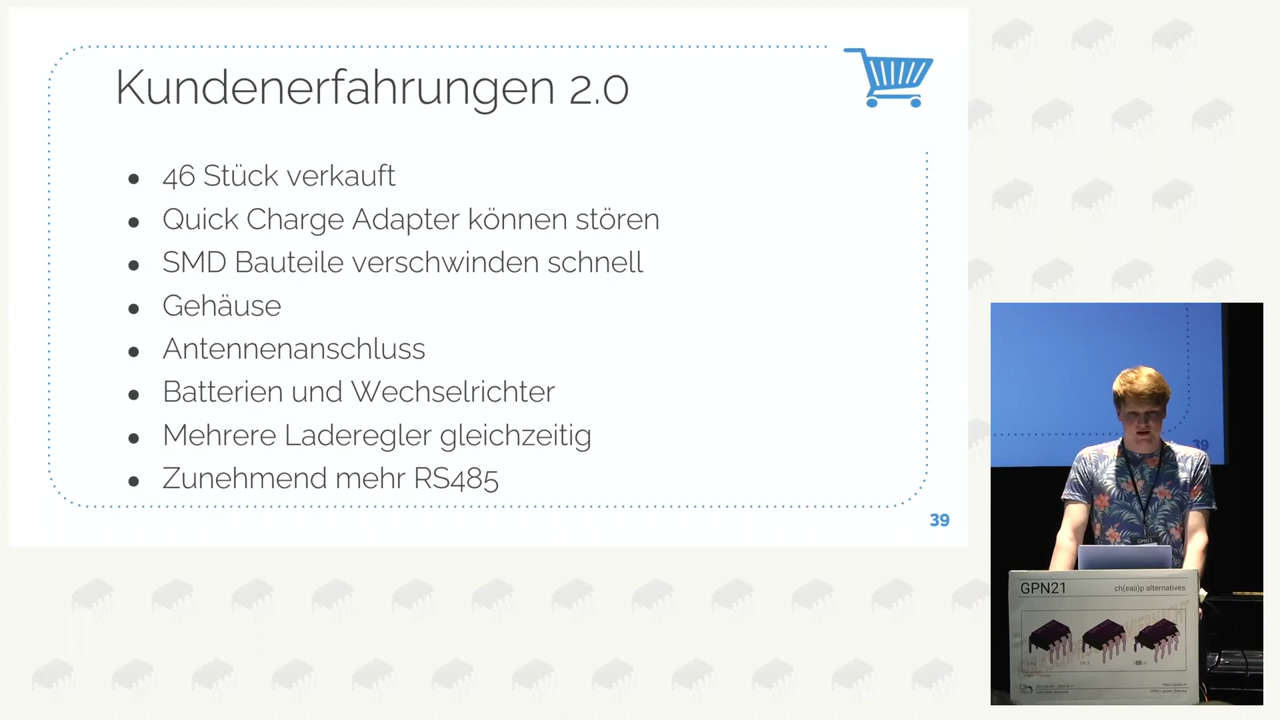 Kundenerfahrungen 2.0
● 46 Stück verkauft
● Quick Charge Adapter können stören
● SMD Bauteile verschwinden schnell
● Gehäuse
● Antennenanschluss
● Batterien und Wechselrichter
● Mehrere Laderegler gleichzeitig
● Zunehmend mehr RS485
39
39
GPN21
ch(ea(i)p alternatives